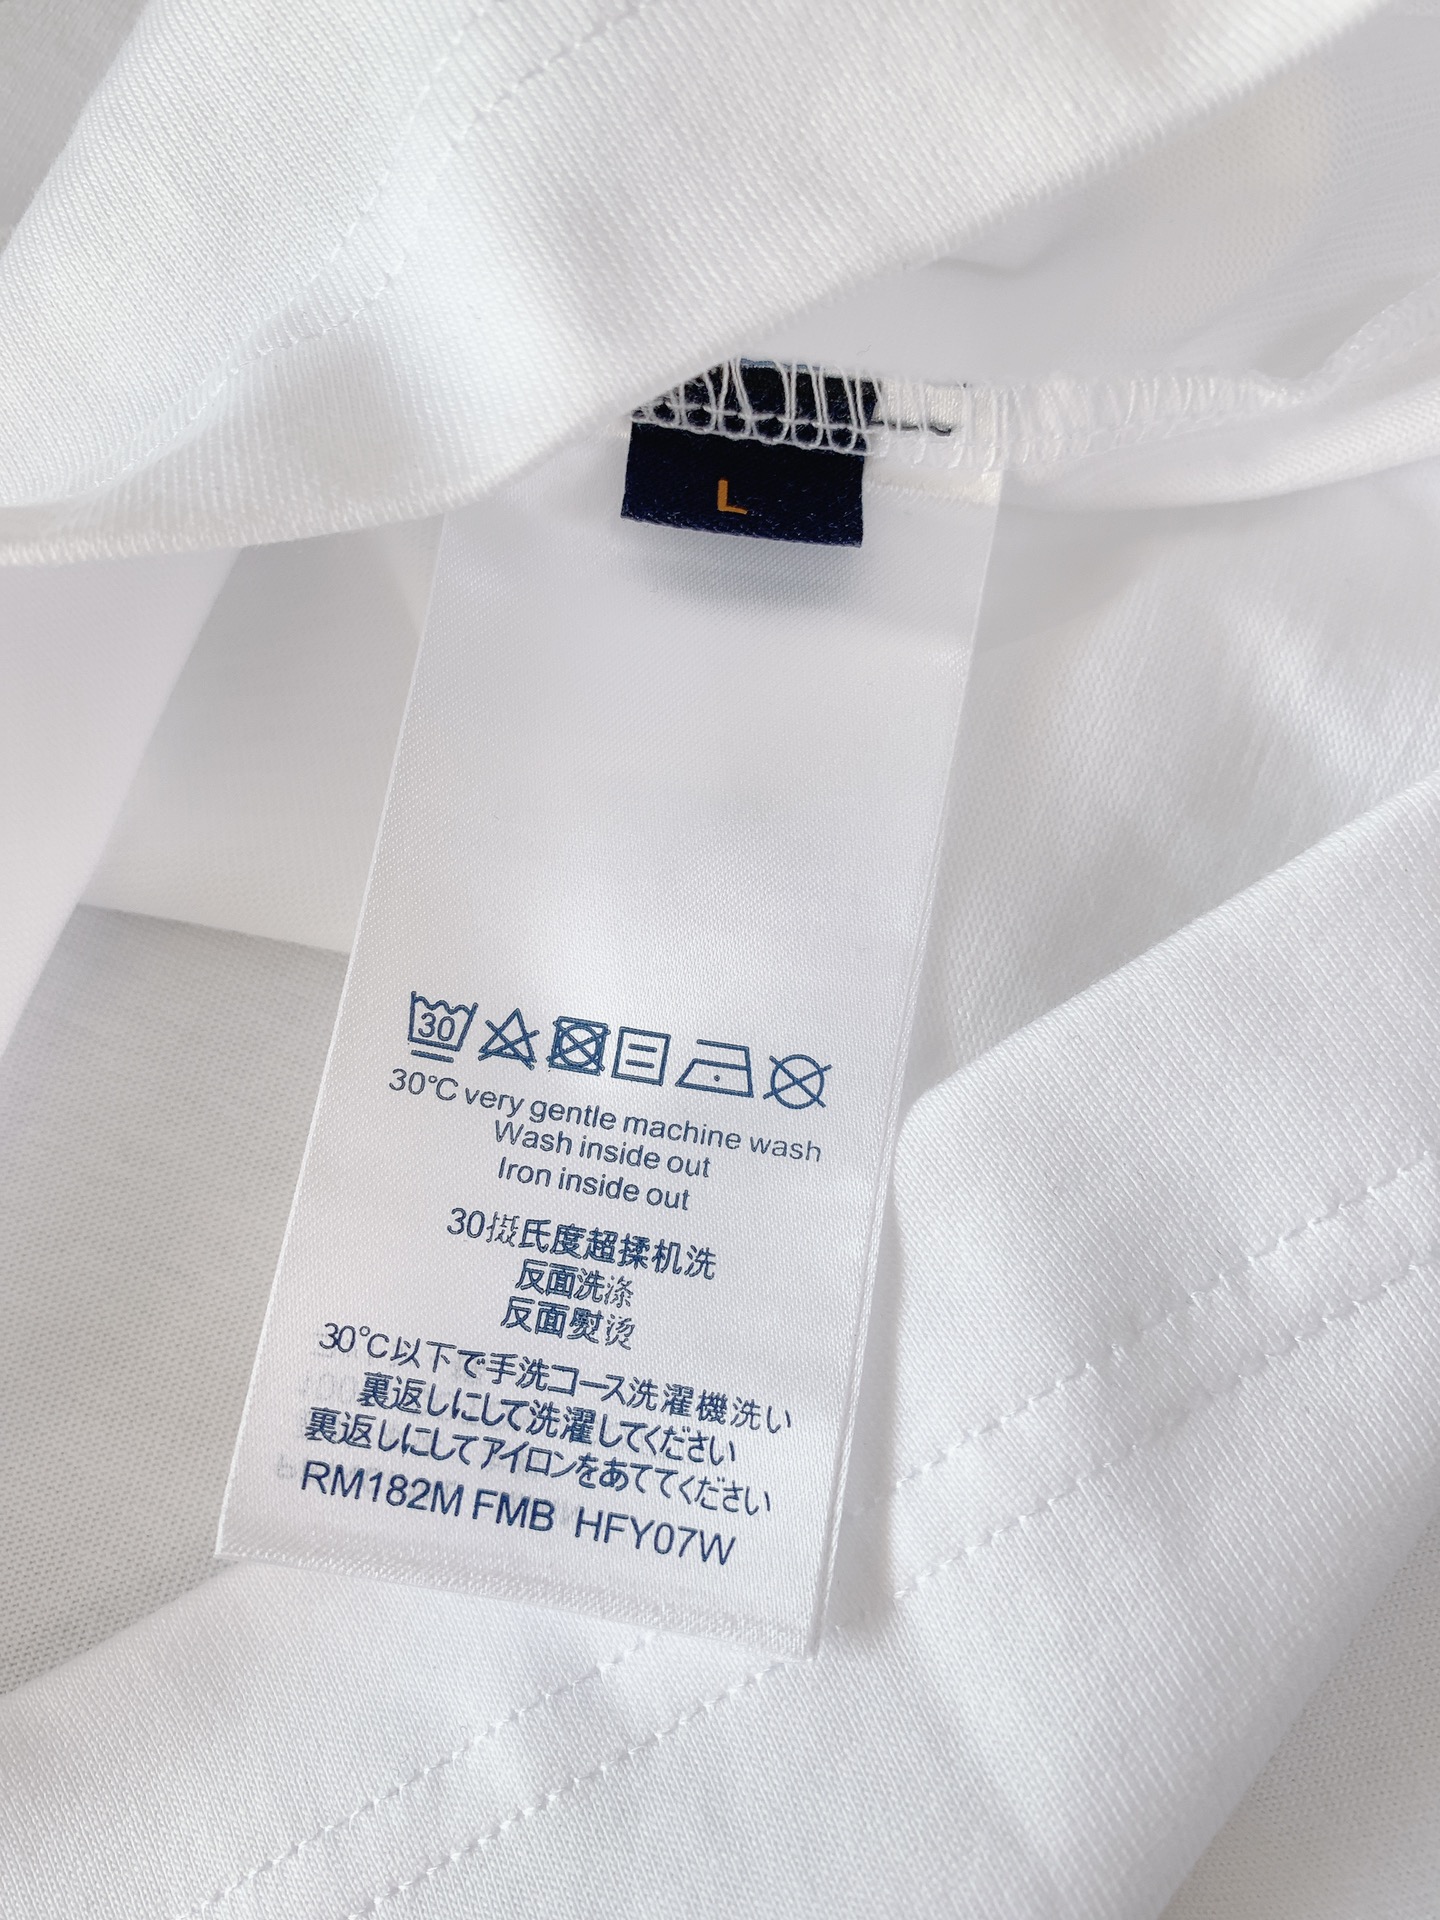 L
30
30°C very gentle machine wash
Wash inside out
Iron inside out
30摄氏度超揉机洗
反面洗涤
反面熨烫
30°C以下で手洗コース洗濯機洗い
裏返しにして洗濯してください
裏返しにしてアイロンをあててください
RM182M FMB HFY07W